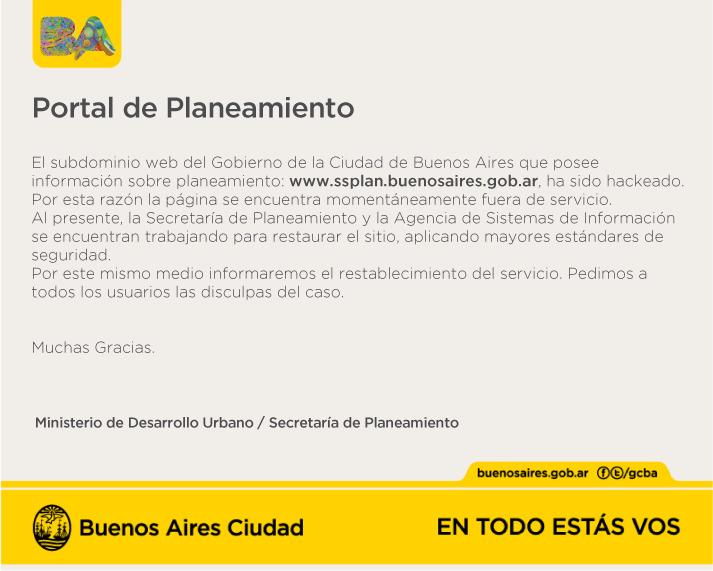 BA
Portal de Planeamiento
El subdominio web del Gobierno de la Ciudad de Buenos Aires que posee
información sobre planeamiento: www.ssplan.buenosaires.gob.ar, ha sido hackeado.
Por esta razón la página se encuentra momentáneamente fuera de servicio.
Al presente, la Secretaría de Planeamiento y la Agencia de Sistemas de Información
se encuentran trabajando para restaurar el sitio, aplicando mayores estándares de
seguridad.
Por este mismo medio informaremos el restablecimiento del servicio. Pedimos a
todos los usuarios las disculpas del caso.
Muchas Gracias.
Ministerio de Desarrollo Urbano / Secretaría de Planeamiento
buenosaires.gob.ar /gcba
Buenos Aires Ciudad
EN TODO ESTÁS VOS